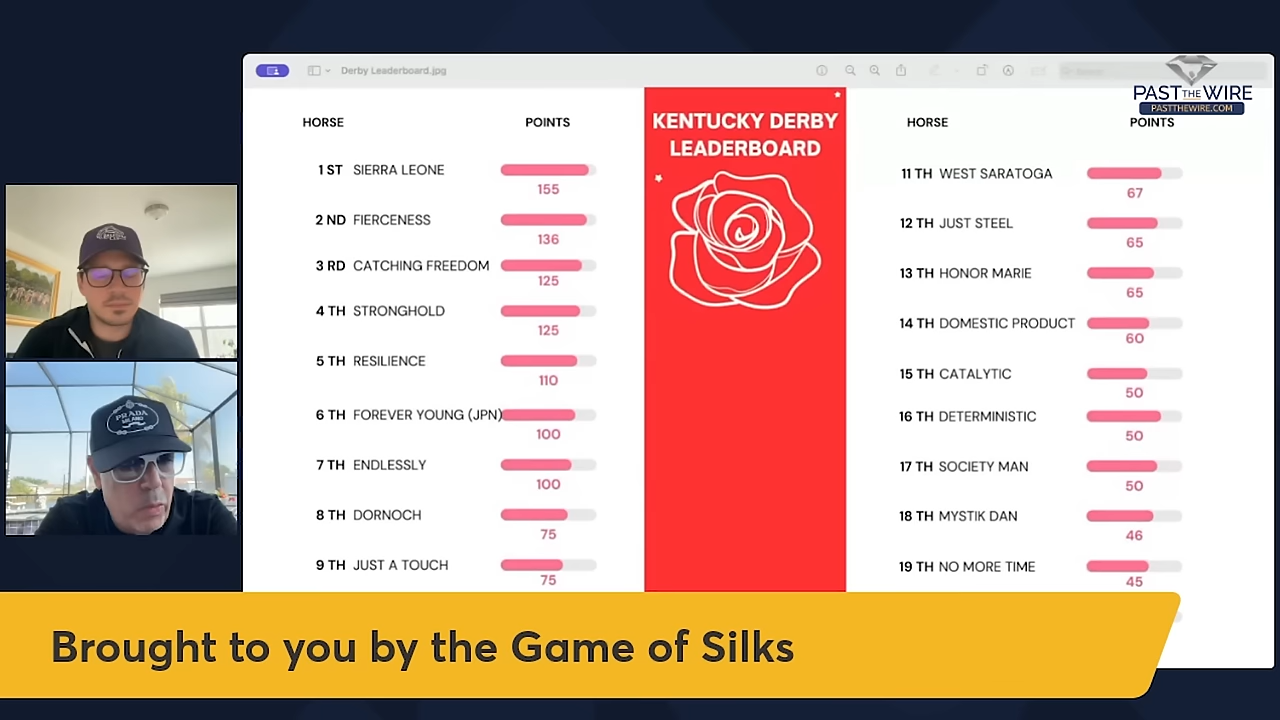 Derby Leaderboard.jpg
PAST THE WIRE
PASTTHEWIRE.COM
HORSE POINTS
1 ST SIERRA LEONE
155
2 ND FIERCENESS
136
3 RD CATCHING FREEDOM
125
4 TH STRONGHOLD
125
5 TH RESILIENCE
110
6 TH FOREVER YOUNG (JPN)
100
7 TH ENDLESSLY
100
8 TH DORNOCH
75
9 TH JUST A TOUCH
75
KENTUCKY DERBY
LEADERBOARD
HORSE POINTS
11 TH WEST SARATOGA
67
12 TH JUST STEEL
65
13 TH HONOR MARIE
65
14 TH DOMESTIC PRODUCT
60
15 TH CATALYTIC
50
16 TH DETERMINISTIC
50
17 TH SOCIETY MAN
50
18 TH MYSTIK DAN
46
19 TH NO MORE TIME
45
PRADA
MILANO
Brought to you by the Game of Silks